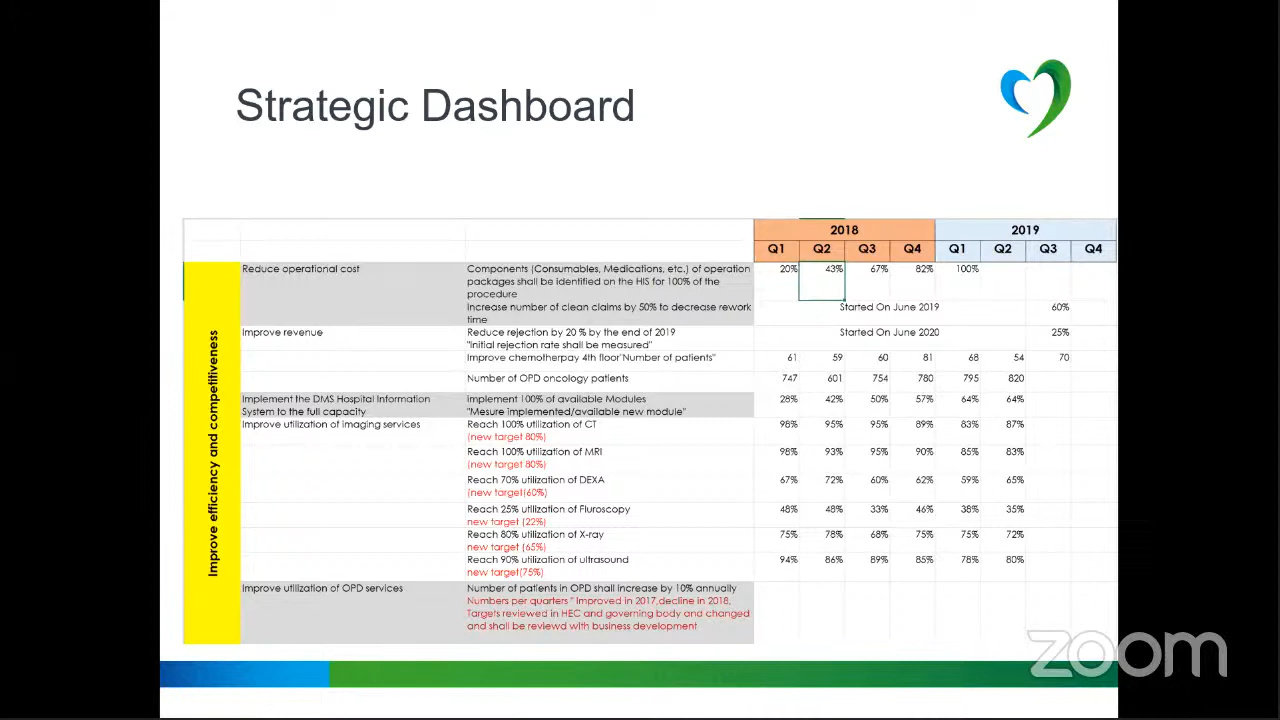 Strategic Dashboard
2018 2019
Q1 Q2 Q3 Q4 Q1 Q2 Q3 Q4
Improve efficiency and competitiveness
Reduce operational cost Components (Consumables, Medications, etc.) of operation 20% 43% 67% 82% 100%
packages shall be identified on the HIS for 100% of the
procedure
Increase number of clean claims by 50% to decrease rework Started On June 2019 60%
time
Improve revenue Reduce rejection by 20 % by the end of 2019 Started On June 2020 25%
"Initial rejection rate shall be measured"
Improve chemotherpay 4th floor"Number of patients" 61 59 60 81 68 54 70
Number of OPD oncology patients 747 601 754 780 795 820
Implement the DMS Hospital Information Implement 100% of available Modules 28% 42% 50% 57% 64% 64%
System to the full capacity "Mesure implemented/available new module"
Improve utilization of imaging services Reach 100% utilization of CT 98% 95% 95% 89% 83% 87%
(new target 80%)
Reach 100% utilization of MRI 98% 93% 95% 90% 85% 83%
(new target 80%)
Reach 70% utilization of DEXA 67% 72% 60% 62% 59% 65%
(new target(60%)
Reach 25% utilization of Fluroscopy 48% 48% 33% 46% 38% 35%
new target (22%)
Reach 80% utilization of X-ray 75% 78% 68% 75% 75% 72%
new target (65%)
Reach 90% utilization of ultrasound 94% 86% 89% 85% 78% 80%
new target(75%)
Improve utilization of OPD services Number of patients in OPD shall increase by 10% annually
Numbers per quarters " improved in 2017,decline in 2018,
Targets reviewed in HEC and governing body and changed
and shall be reviewd with business development
zoom